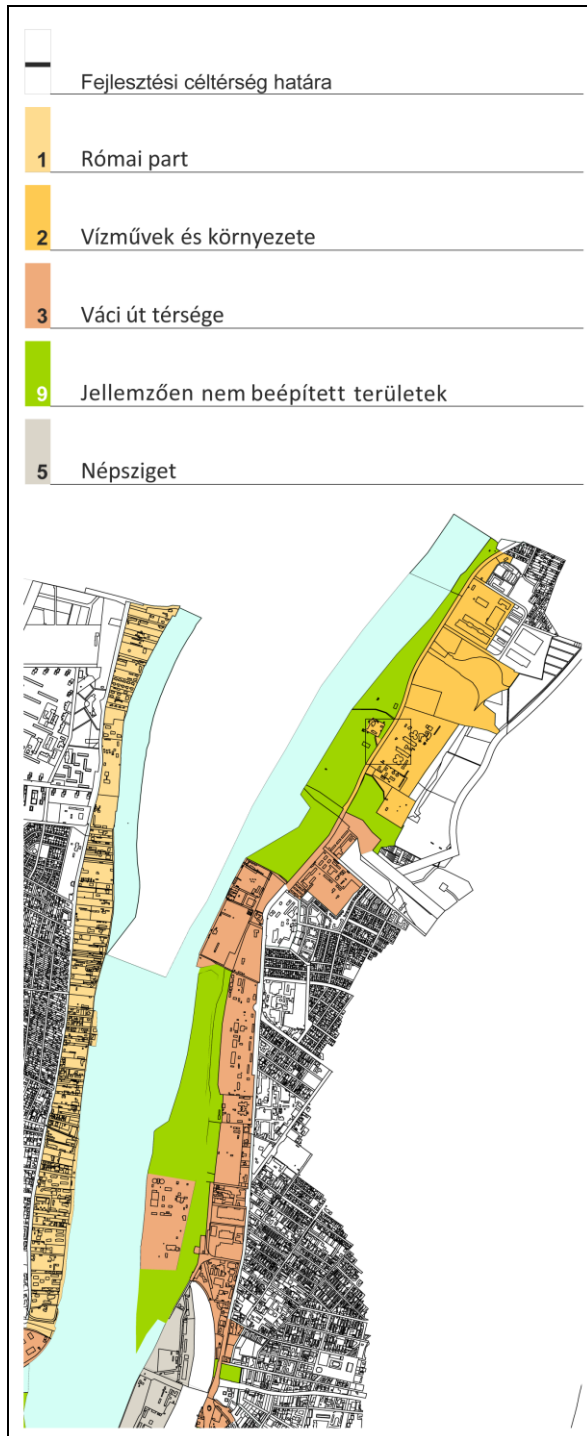 Fejlesztési céltérség határa
1 Római part
2 Vízművek és környezete
3 Váci út térsége
9 Jellemzően nem beépített területek
5 Népsziget